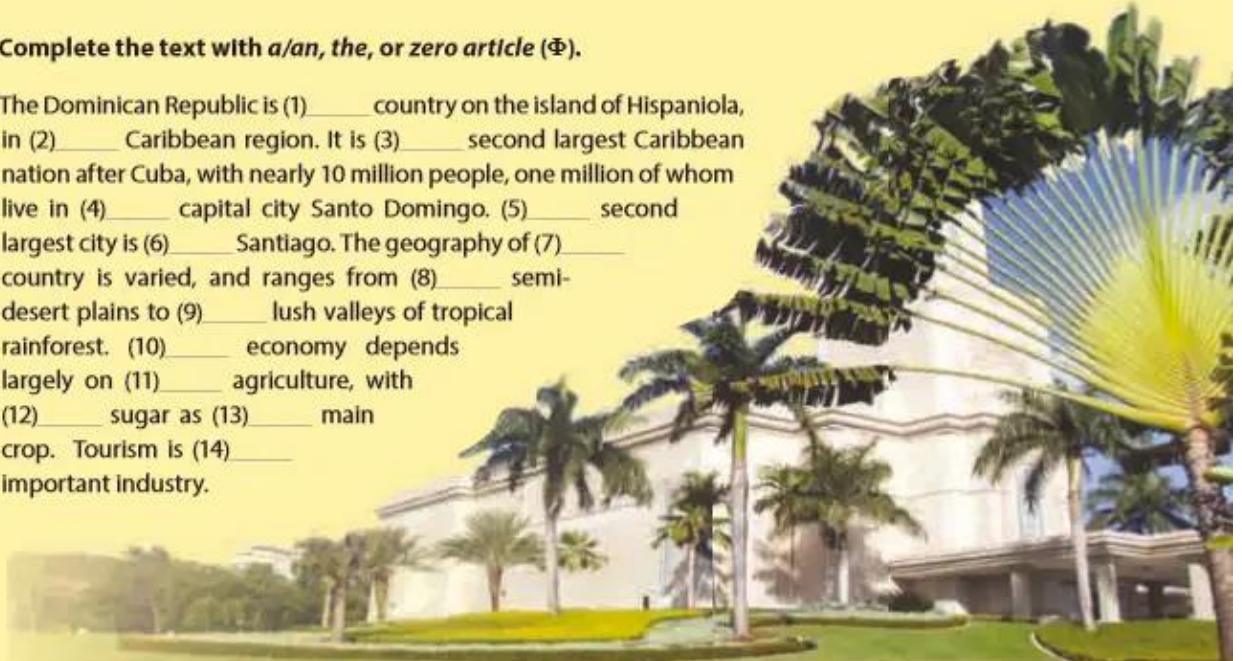 Complete the text with a/an, the, or zero article (Φ).
The Dominican Republic is (1)_____ country on the island of Hispaniola,
in (2)_____ Caribbean region. It is (3)_____ second largest Caribbean
nation after Cuba, with nearly 10 million people, one million of whom
live in (4)_____ capital city Santo Domingo. (5)_____ second
largest city is (6)_____ Santiago. The geography of (7)_____
country is varied, and ranges from (8)_____ semi-
desert plains to (9)_____ lush valleys of tropical
rainforest. (10)_____ economy depends
largely on (11)_____ agriculture, with
(12)_____ sugar as (13)_____ main
crop. Tourism is (14)_____
important industry.